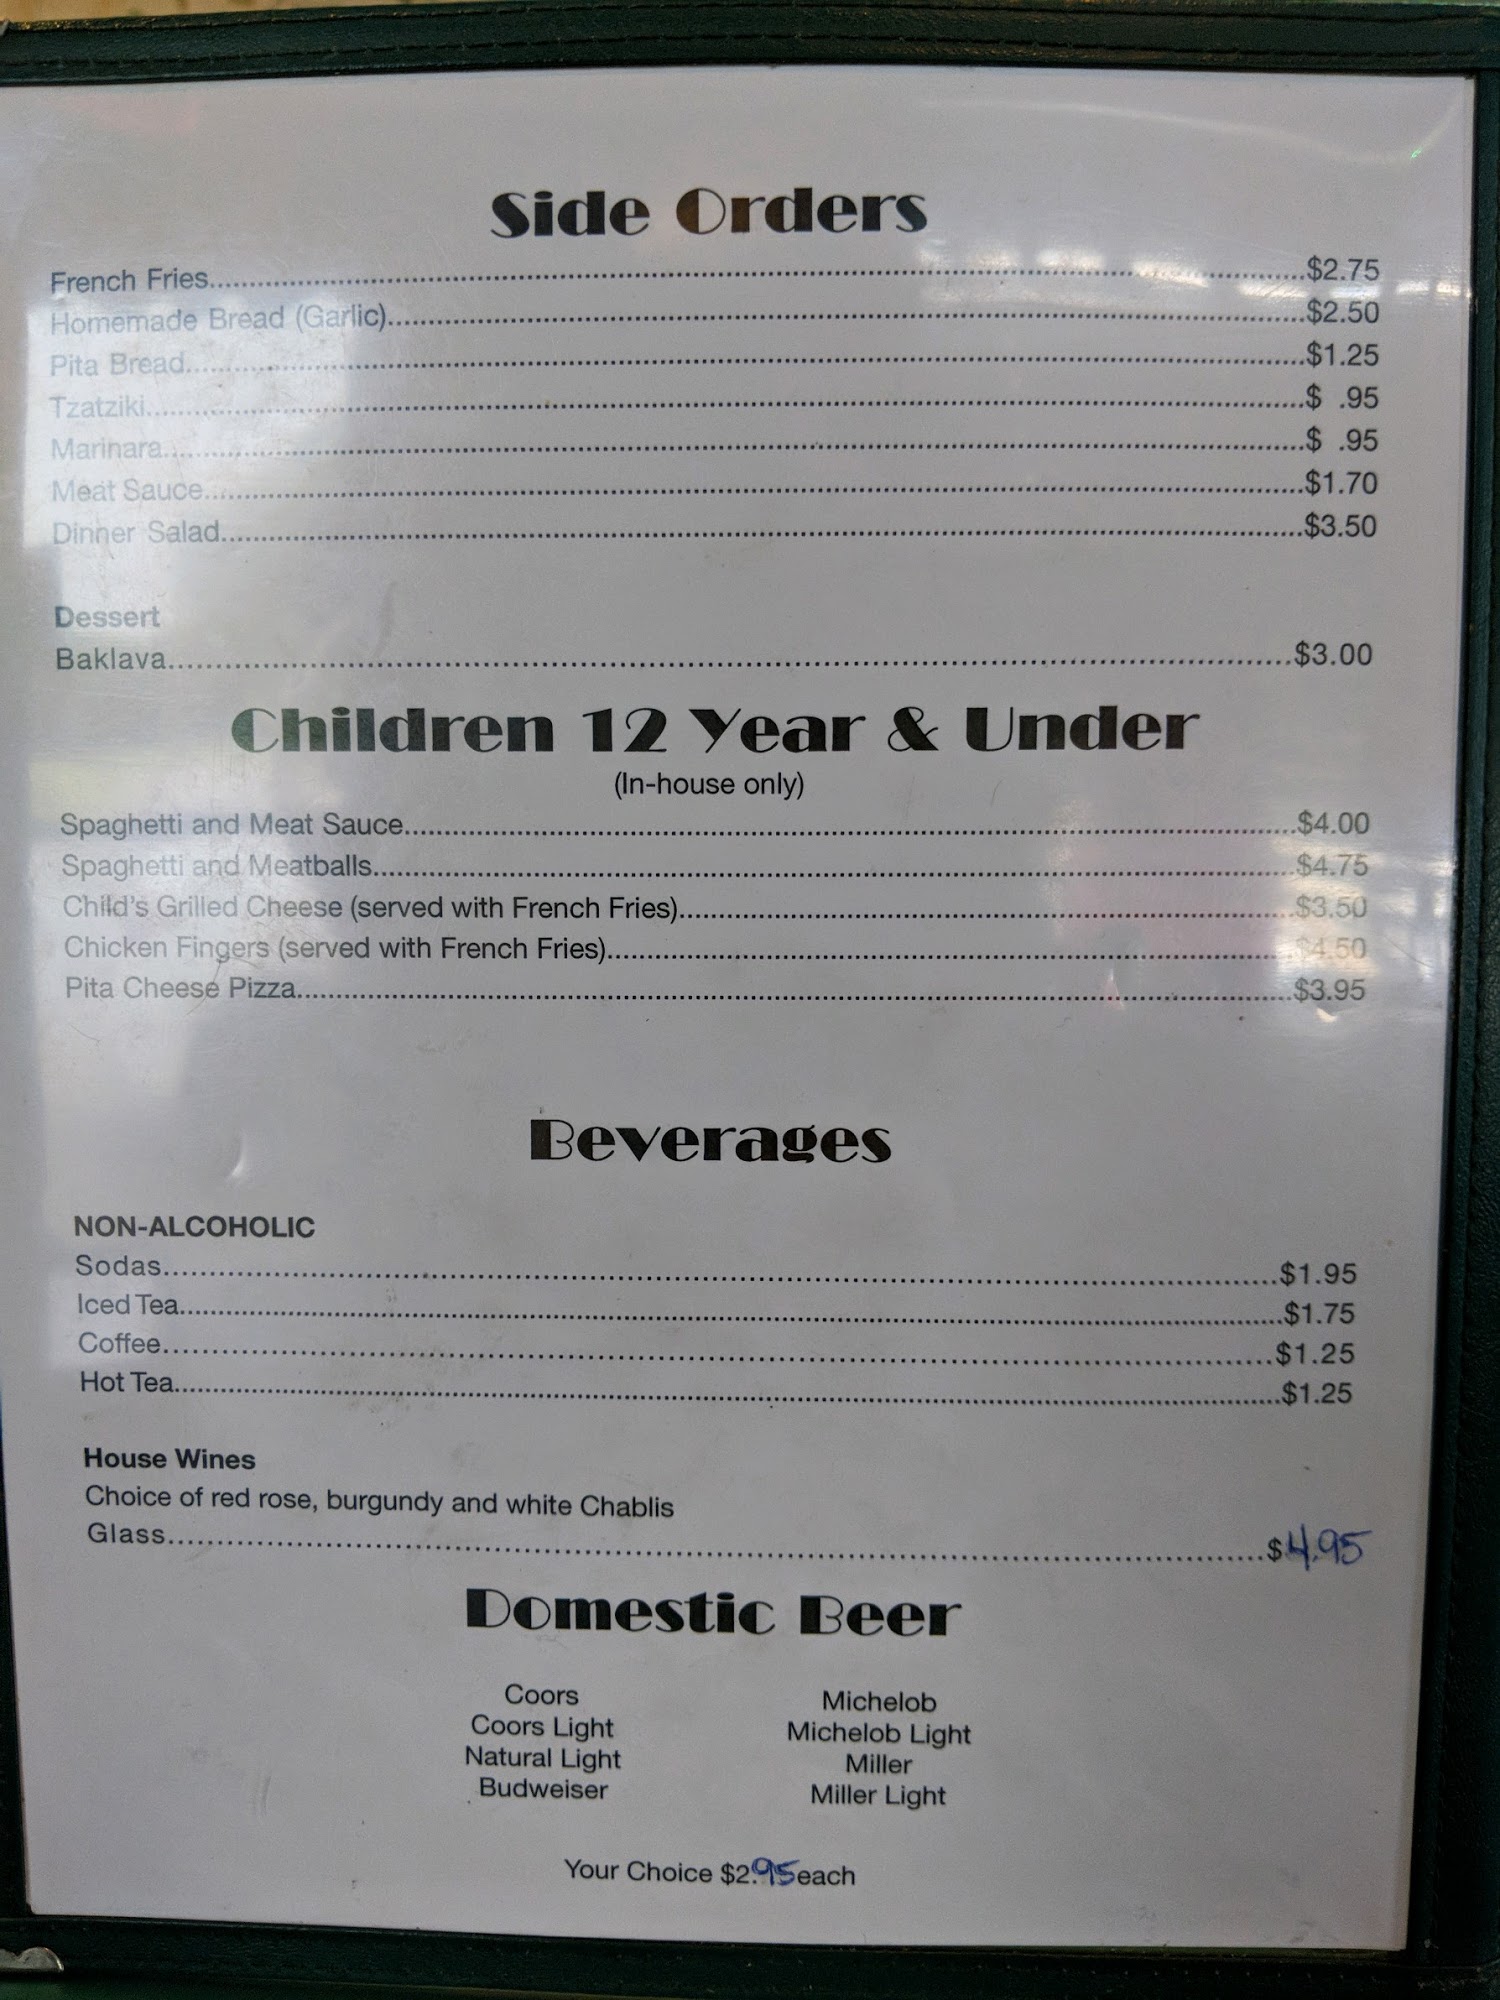 Side Orders
French Fries $2.75
Homemade Bread (Garlic) $2.50
Pita Bread $1.25
Tzatziki $ .95
Marinara $ .95
Meat Sauce $1.70
Dinner Salad $3.50
Dessert
Baklava $3.00
Children 12 Year & Under
(In-house only)
Spaghetti and Meat Sauce $4.00
Spaghetti and Meatballs $4.75
Child's Grilled Cheese (served with French Fries) $3.50
Chicken Fingers (served with French Fries) $4.50
Pita Cheese Pizza $3.95
Beverages
NON-ALCOHOLIC
Sodas $1.95
Iced Tea $1.75
Coffee $1.25
Hot Tea $1.25
House Wines
Choice of red rose, burgundy and white Chablis
Glass $4.95
Domestic Beer
Coors Michelob
Coors Light Michelob Light
Natural Light Miller
Budweiser Miller Light
Your Choice $2.95 each